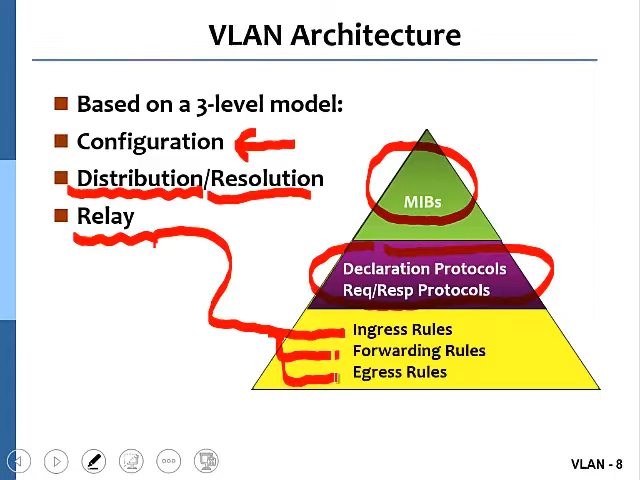 VLAN Architecture
Based on a 3-level model:
Configuration
Distribution/Resolution
Relay
MIBs
Declaration Protocols
Req/Resp Protocols
Ingress Rules
Forwarding Rules
Egress Rules
VLAN - 8